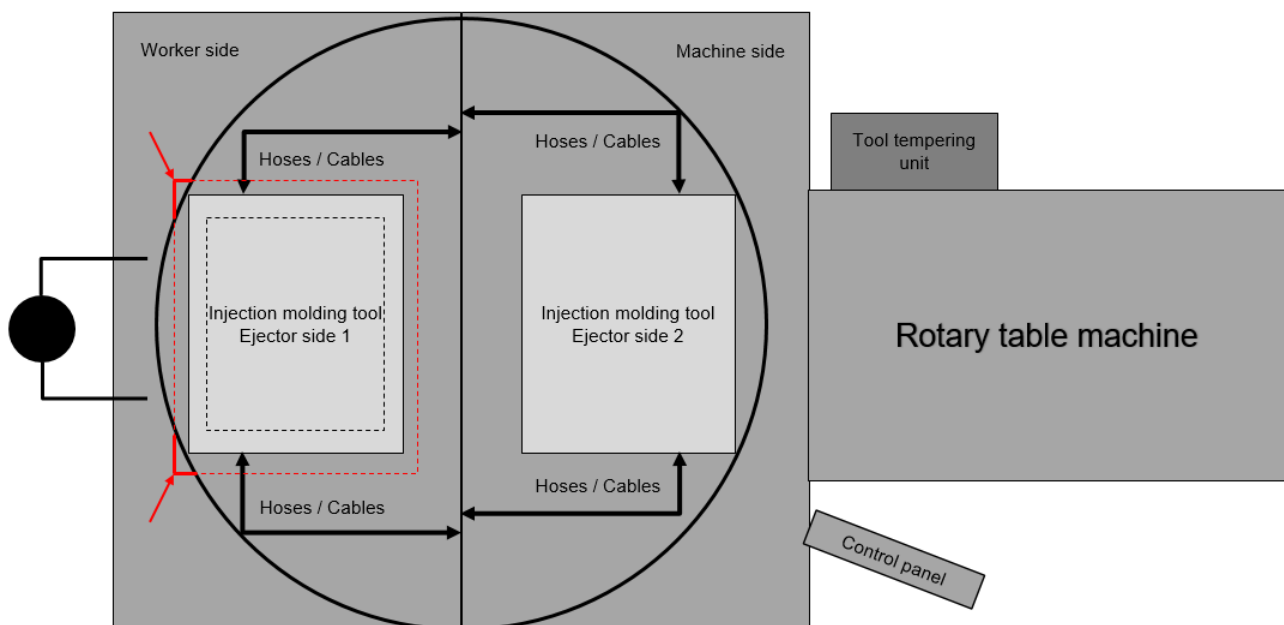 Worker side
Machine side
Hoses / Cables
Hoses / Cables
Tool tempering
unit
Injection molding tool
Ejector side 1
Injection molding tool
Ejector side 2
Rotary table machine
Hoses / Cables
Hoses / Cables
Control panel